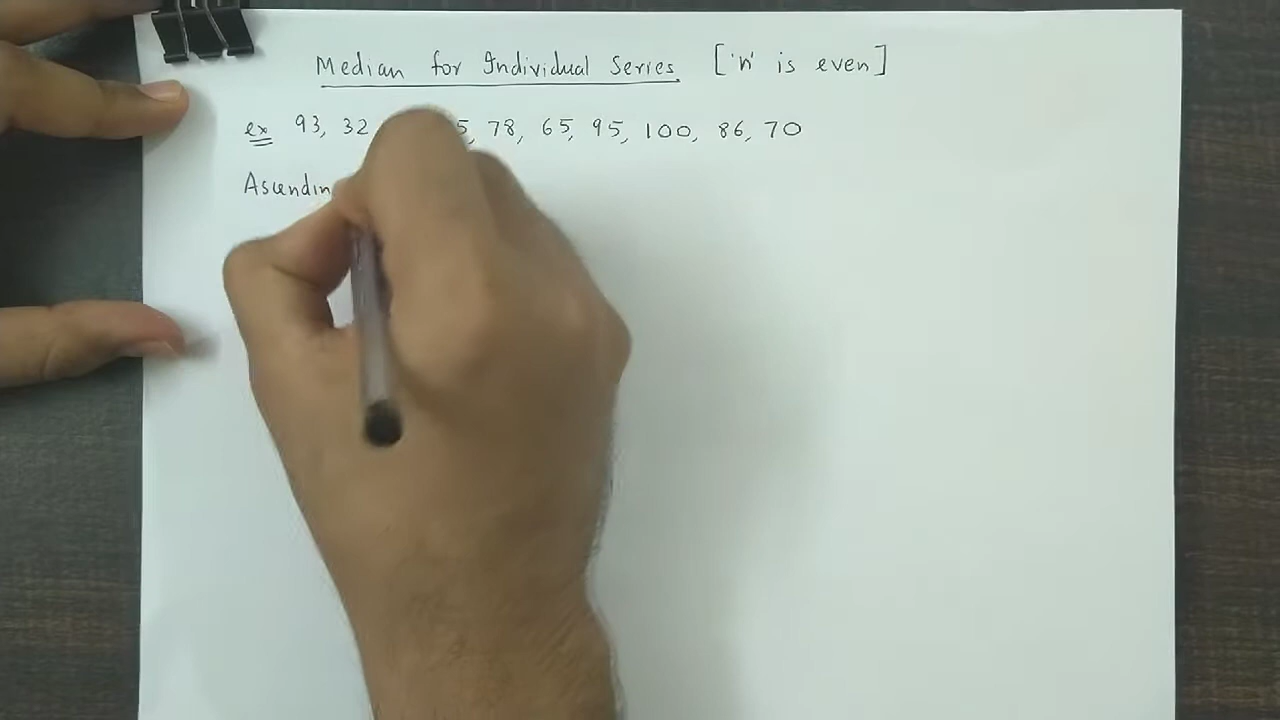 Median for Individual Series ['n' is even]
ex 93, 32 5, 78, 65, 95, 100, 86, 70
Ascendin